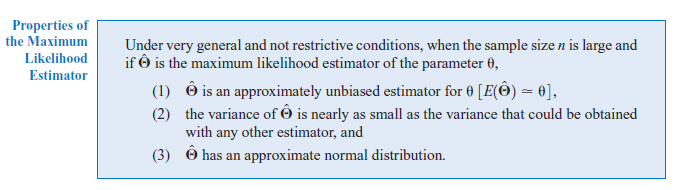 Properties of
the Maximum
Likelihood
Estimator
Under very general and not restrictive conditions, when the sample size n is large and
if Θ̂ is the maximum likelihood estimator of the parameter θ,
(1) Θ̂ is an approximately unbiased estimator for θ [E(Θ̂) ≃ θ],
(2) the variance of Θ̂ is nearly as small as the variance that could be obtained
with any other estimator, and
(3) Θ̂ has an approximate normal distribution.